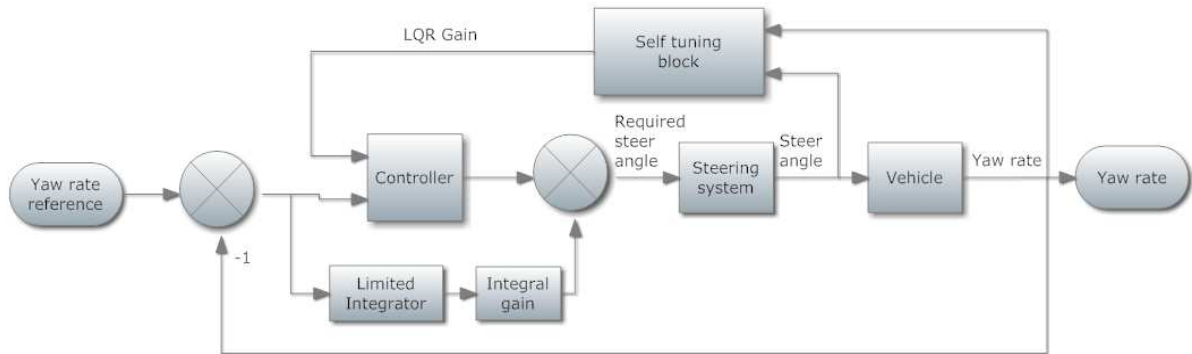 LQR Gain
Self tuning
block
Required
steer
angle
Steer
angle
Yaw rate
reference
Controller
Steering
system
Vehicle
Yaw rate
Yaw rate
-1
Limited
Integrator
Integral
gain